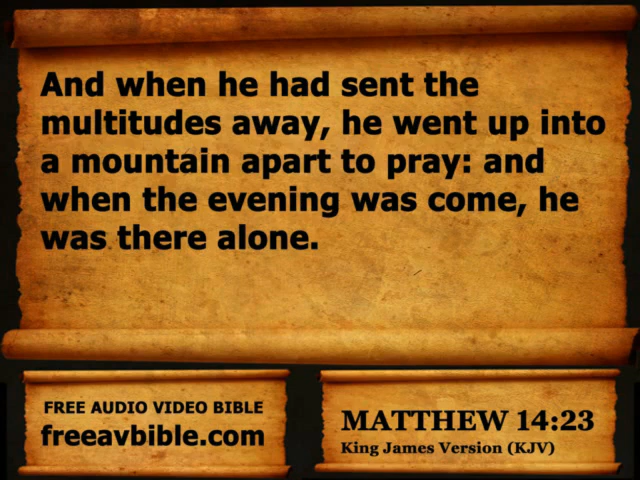 And when he had sent the
multitudes away, he went up into
a mountain apart to pray: and
when the evening was come, he
was there alone.
FREE AUDIO VIDEO BIBLE
freeavbible.com
MATTHEW 14:23
King James Version (KJV)